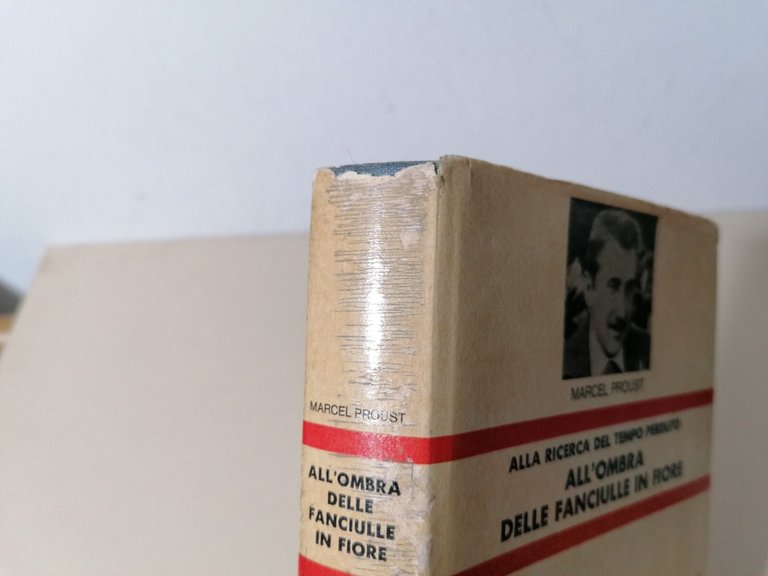 MARCEL PROUST
ALL'OMBRA
DELLE
FANCIULLE
IN FIORE
MARCEL PROUST
ALLA RICERCA DEL TEMPO PERDUTO
ALL'OMBRA
DELLE FANCIULLE IN FIORE